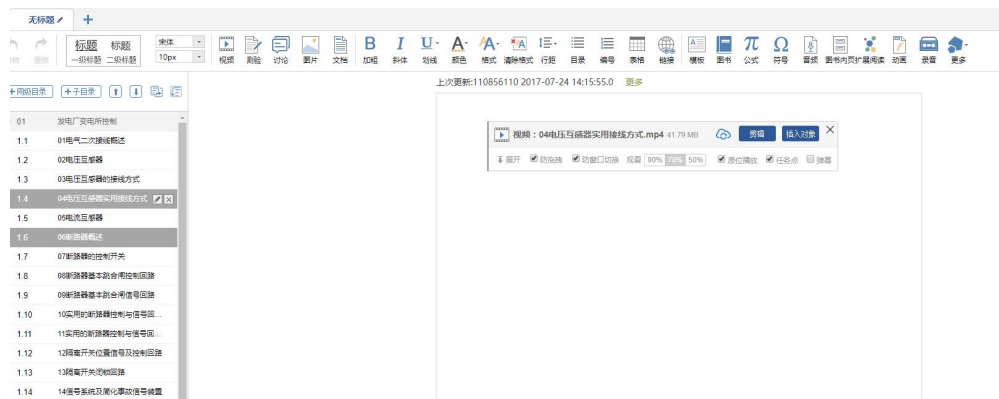 无标题
标题 标题 宋体
一级标题 二级标题 10px
重做 视频 测验 讨论 图片 文档 B 加粗 I 斜体 U 划线 A 颜色 A 格式 清除格式 行距 目录 编号 表格 链接 模板 图书 π 公式 Ω 符号 音频 图书内页 扩展阅读 动画 录音 更多
上次更新:110856110 2017-07-24 14:15:55.0 更多
+同级目录 +子目录
01 发电厂变电所控制
1.1 01电气二次接线概述
1.2 02电压互感器
1.3 03电压互感器的接线方式
1.4 04电压互感器实用接线方式
1.5 05电流互感器
1.6 06断路器概述
1.7 07断路器的控制开关
1.8 08断路器基本跳合闸控制回路
1.9 09断路器基本跳合闸信号回路
1.10 10实用的断路器控制与信号回...
1.11 11实用的断路器控制与信号回...
1.12 12隔离开关位置信号及控制回路
1.13 13隔离开关闭锁回路
1.14 14信号系统及简化事故信号装置
视频：04电压互感器实用接线方式.mp4 41.79 MB 剪辑 插入对象
展开 防拖拽 防窗口切换 观看 90% 70% 50% 原位播放 任务点 弹幕